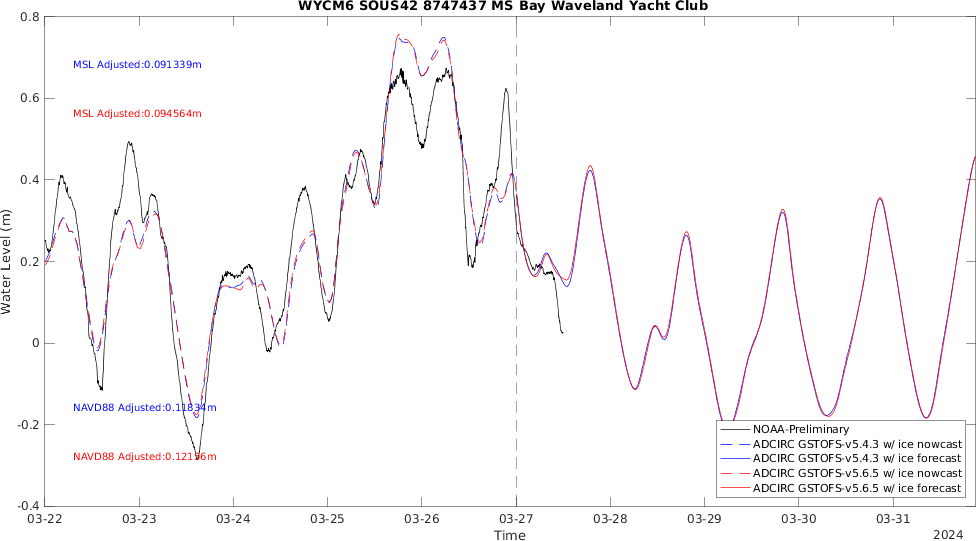 WYCM6 SOUS42 8747437 MS Bay Waveland Yacht Club
0.8
0.6
0.4
0.2
0
-0.2
-0.4
Water Level (m)
MSL Adjusted:0.091339m
MSL Adjusted:0.094564m
NAVD88 Adjusted:0.11834m
NAVD88 Adjusted:0.12156m
NOAA-Preliminary
ADCIRC GSTOFS-v5.4.3 w/ ice nowcast
ADCIRC GSTOFS-v5.4.3 w/ ice forecast
ADCIRC GSTOFS-v5.6.5 w/ ice nowcast
ADCIRC GSTOFS-v5.6.5 w/ ice forecast
03-22 03-23 03-24 03-25 03-26 03-27 03-28 03-29 03-30 03-31
Time
2024